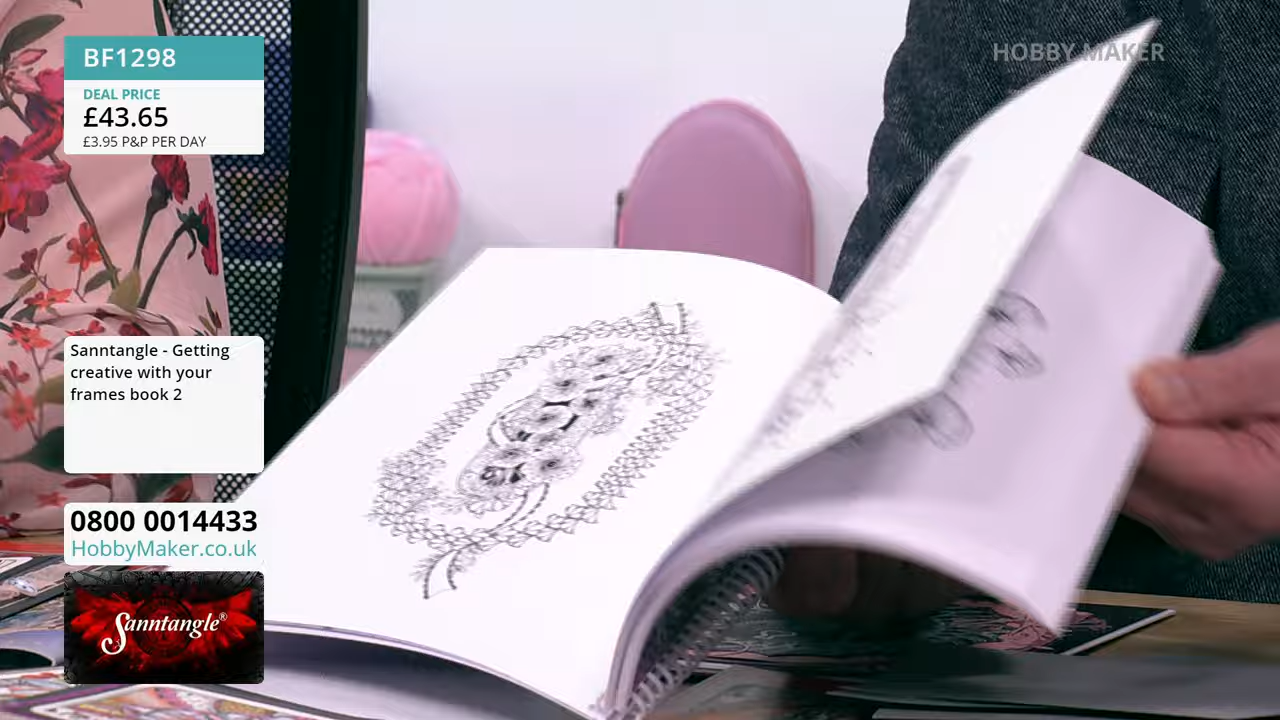 BF1298
DEAL PRICE
£43.65
£3.95 P&P PER DAY
HOBBY MAKER
Sanntangle - Getting
creative with your
frames book 2
0800 0014433
HobbyMaker.co.uk
Sanntangle®